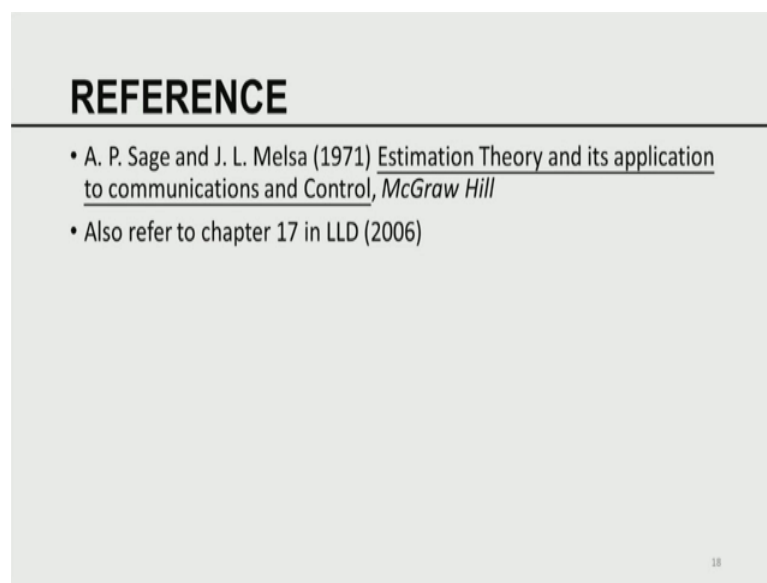 REFERENCE
• A. P. Sage and J. L. Melsa (1971) Estimation Theory and its application
to communications and Control, McGraw Hill
• Also refer to chapter 17 in LLD (2006)
18